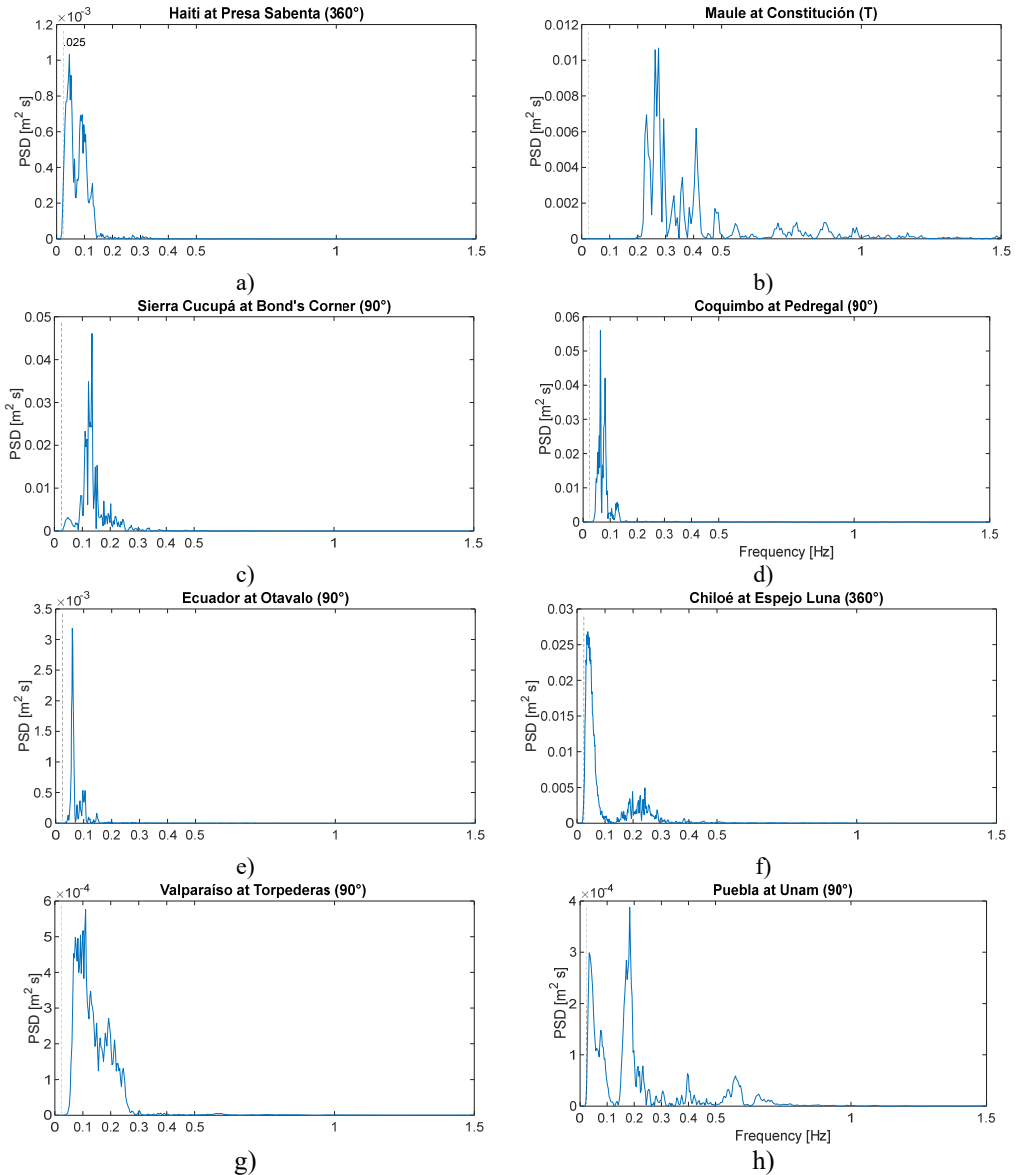 Haiti at Presa Sabenta (360°)
×10⁻³
.025
PSD [m² s]
1.2
1
0.8
0.6
0.4
0.2
0
0 0.1 0.2 0.3 0.4 0.5 1 1.5
a)
Maule at Constitución (T)
PSD [m² s]
0.012
0.01
0.008
0.006
0.004
0.002
0
0 0.1 0.2 0.3 0.4 0.5 1 1.5
b)
Sierra Cucupá at Bond's Corner (90°)
PSD [m² s]
0.05
0.04
0.03
0.02
0.01
0
0 0.1 0.2 0.3 0.4 0.5 1 1.5
c)
Coquimbo at Pedregal (90°)
PSD [m² s]
0.06
0.05
0.04
0.03
0.02
0.01
0
0 0.1 0.2 0.3 0.4 0.5 1 1.5
Frequency [Hz]
d)
Ecuador at Otavalo (90°)
×10⁻³
PSD [m² s]
3.5
3
2.5
2
1.5
1
0.5
0
0 0.1 0.2 0.3 0.4 0.5 1 1.5
e)
Chiloé at Espejo Luna (360°)
PSD [m² s]
0.03
0.025
0.02
0.015
0.01
0.005
0
0 0.1 0.2 0.3 0.4 0.5 1 1.5
f)
Valparaíso at Torpederas (90°)
×10⁻⁴
PSD [m² s]
6
5
4
3
2
1
0
0 0.1 0.2 0.3 0.4 0.5 1 1.5
g)
Puebla at Unam (90°)
×10⁻⁴
PSD [m² s]
4
3
2
1
0
0 0.1 0.2 0.3 0.4 0.5 1 1.5
Frequency [Hz]
h)